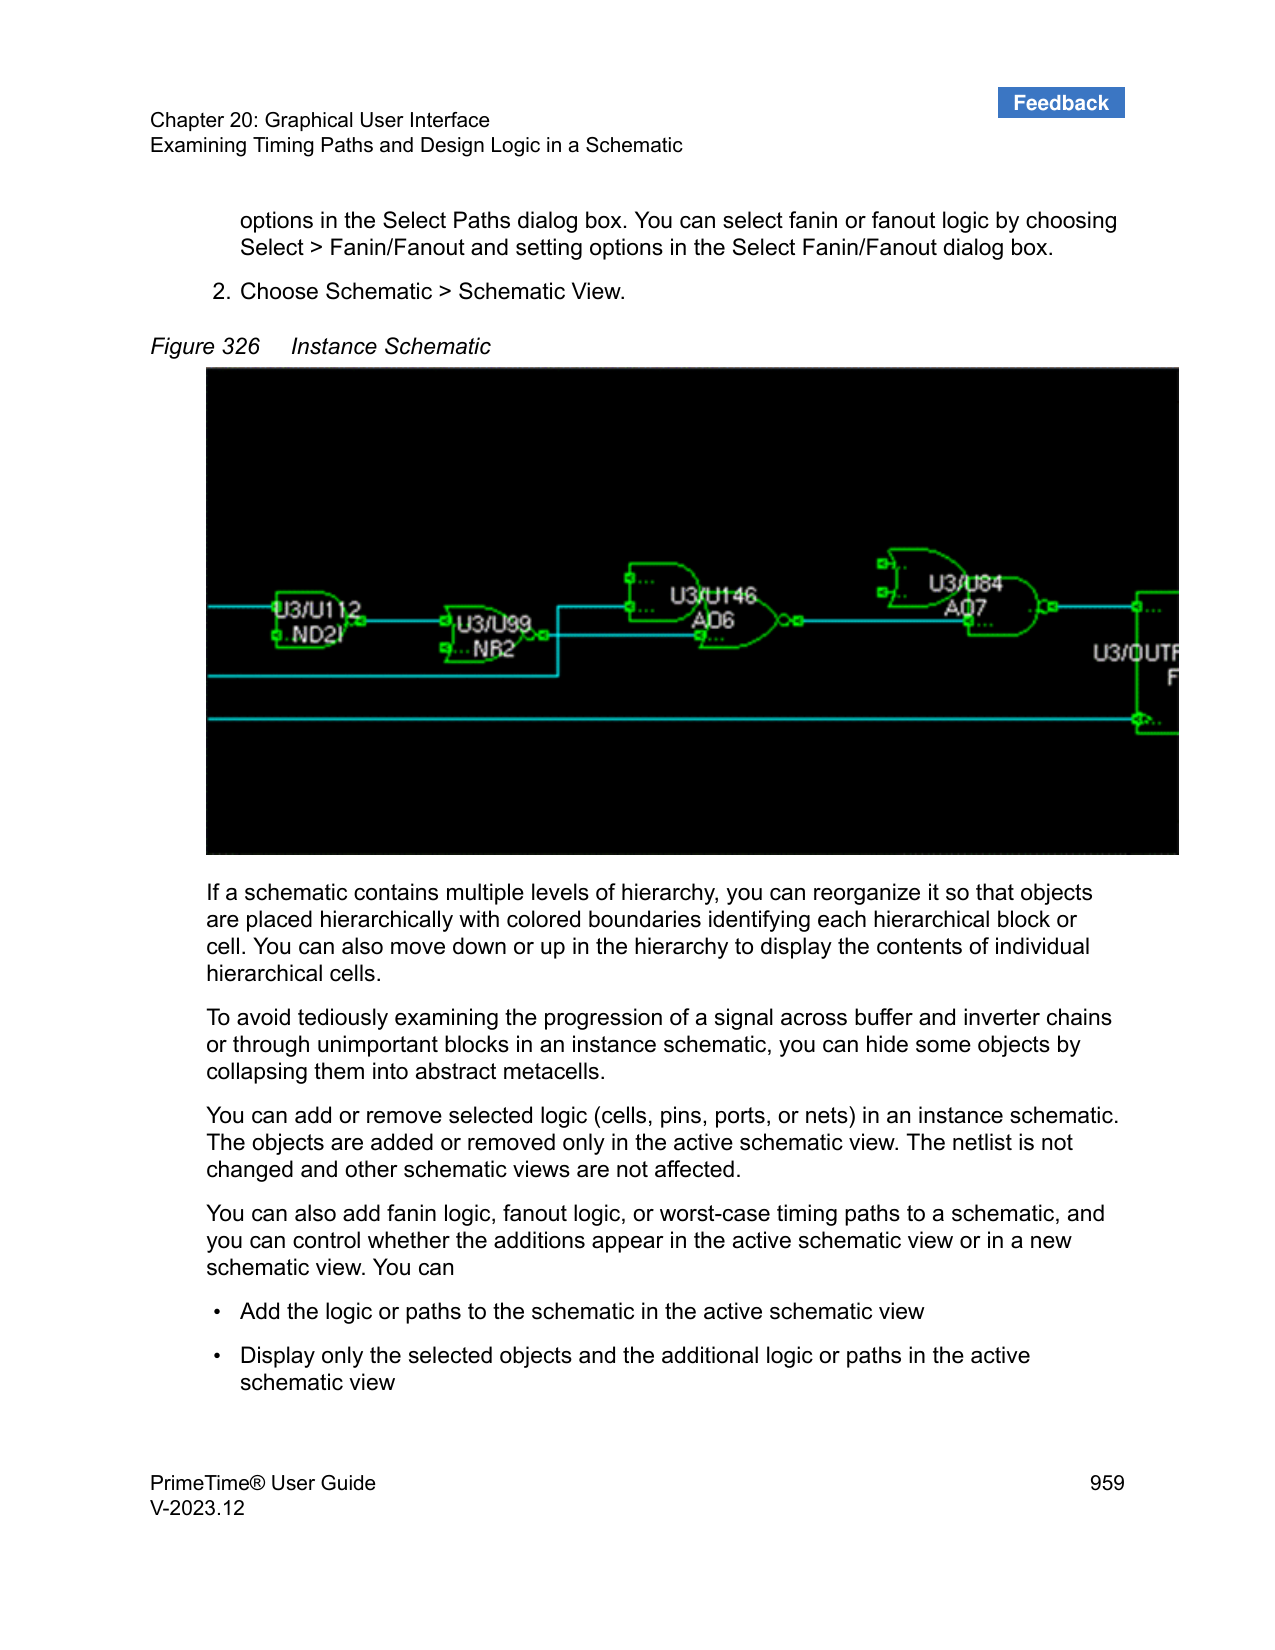 Feedback
Chapter 20: Graphical User Interface
Examining Timing Paths and Design Logic in a Schematic
options in the Select Paths dialog box. You can select fanin or fanout logic by choosing
Select > Fanin/Fanout and setting options in the Select Fanin/Fanout dialog box.
2. Choose Schematic > Schematic View.
Figure 326 Instance Schematic
U3/U112
ND2I
U3/U99
NR2
U3/U146
AO6
U3/U84
AO7
If a schematic contains multiple levels of hierarchy, you can reorganize it so that objects
are placed hierarchically with colored boundaries identifying each hierarchical block or
cell. You can also move down or up in the hierarchy to display the contents of individual
hierarchical cells.
To avoid tediously examining the progression of a signal across buffer and inverter chains
or through unimportant blocks in an instance schematic, you can hide some objects by
collapsing them into abstract metacells.
You can add or remove selected logic (cells, pins, ports, or nets) in an instance schematic.
The objects are added or removed only in the active schematic view. The netlist is not
changed and other schematic views are not affected.
You can also add fanin logic, fanout logic, or worst-case timing paths to a schematic, and
you can control whether the additions appear in the active schematic view or in a new
schematic view. You can
• Add the logic or paths to the schematic in the active schematic view
• Display only the selected objects and the additional logic or paths in the active
schematic view
PrimeTime® User Guide
959
V-2023.12